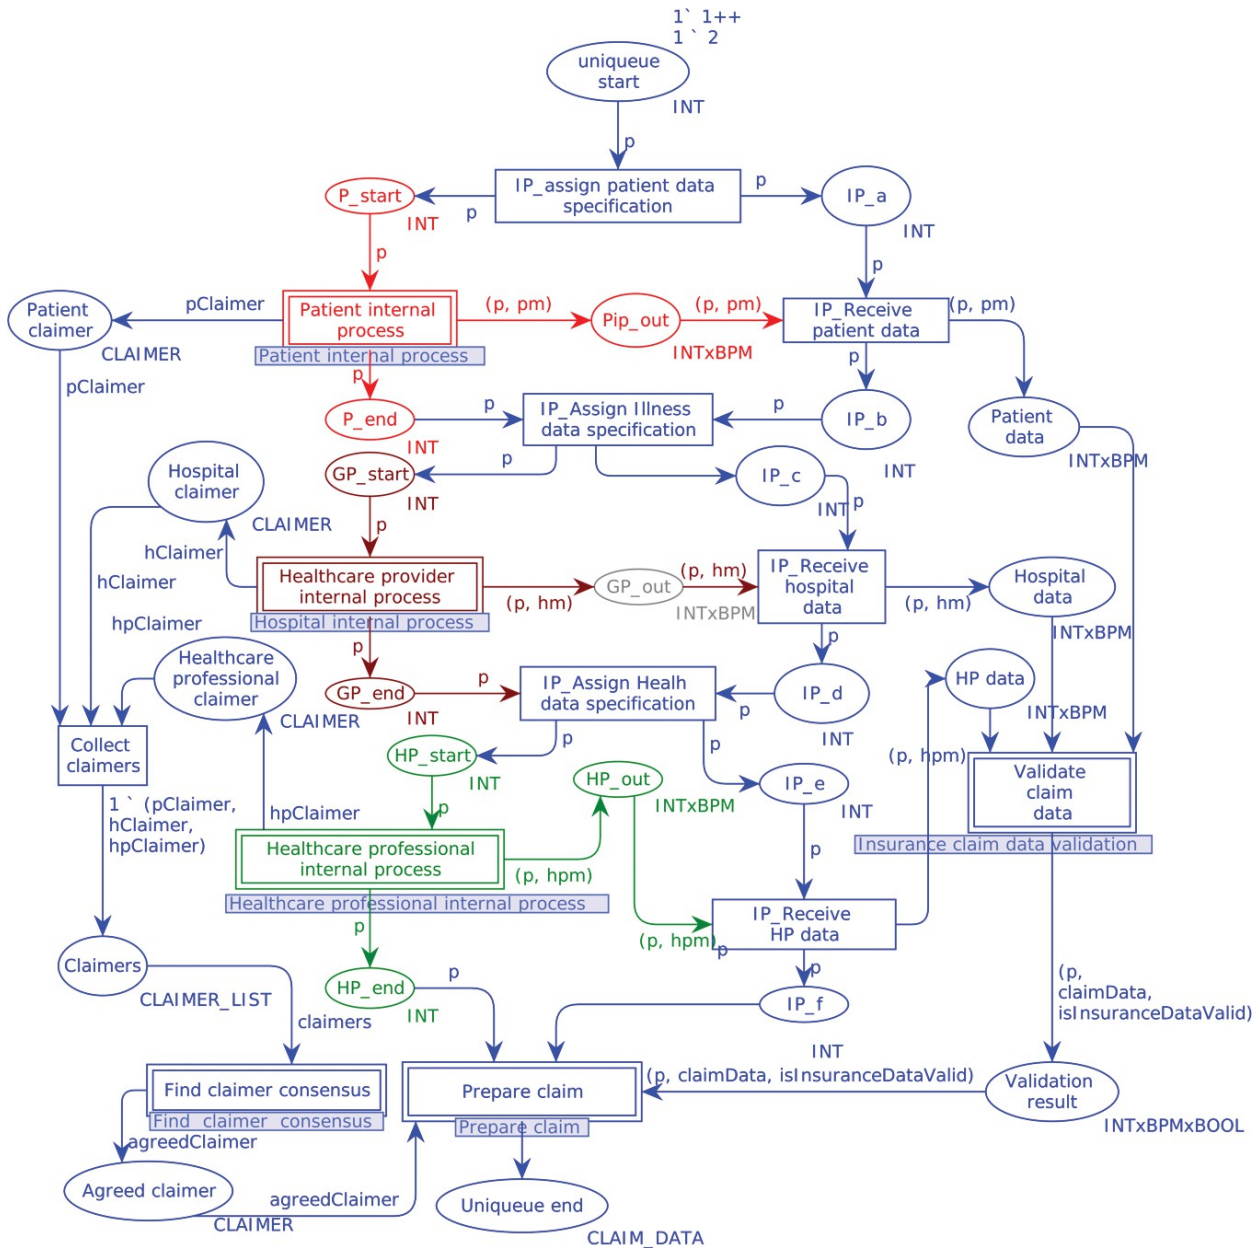 1` 1++
1 ` 2
uniqueue
start
INT
p
IP_assign patient data
specification
p
p
P_start
INT
IP_a
INT
p
p
Patient
claimer
CLAIMER
pClaimer
Patient internal
process
Patient internal process
(p, pm)
Pip_out
INTxBPM
(p, pm)
IP_Receive
patient data
(p, pm)
pClaimer
p
p
P_end
INT
p
IP_Assign Illness
data specification
p
IP_b
INT
Patient
data
INTxBPM
Hospital
claimer
CLAIMER
GP_start
INT
p
IP_c
INT
p
p
hClaimer
hClaimer
Healthcare provider
internal process
Hospital internal process
(p, hm)
GP_out
INTxBPM
(p, hm)
IP_Receive
hospital
data
(p, hm)
Hospital
data
INTxBPM
hpClaimer
p
p
Healthcare
professional
claimer
CLAIMER
GP_end
INT
p
IP_Assign Healh
data specification
p
IP_d
INT
HP data
INTxBPM
Collect
claimers
HP_start
INT
p
p
HP_out
INTxBPM
IP_e
INT
(p, hpm)
Validate
claim
data
Insurance claim data validation
1 ` (pClaimer,
hClaimer,
hpClaimer)
hpClaimer
p
Healthcare professional
internal process
Healthcare professional internal process
(p, hpm)
p
IP_Receive
HP data
(p, hpm)
p
p
p
Claimers
CLAIMER_LIST
claimers
HP_end
INT
p
IP_f
INT
(p,
claimData,
isInsuranceDataValid)
Find claimer consensus
Find claimer consensus
Prepare claim
Prepare claim
(p, claimData, isInsuranceDataValid)
Validation
result
INTxBPMxBOOL
agreedClaimer
Agreed claimer
CLAIMER
agreedClaimer
Uniqueue end
CLAIM_DATA